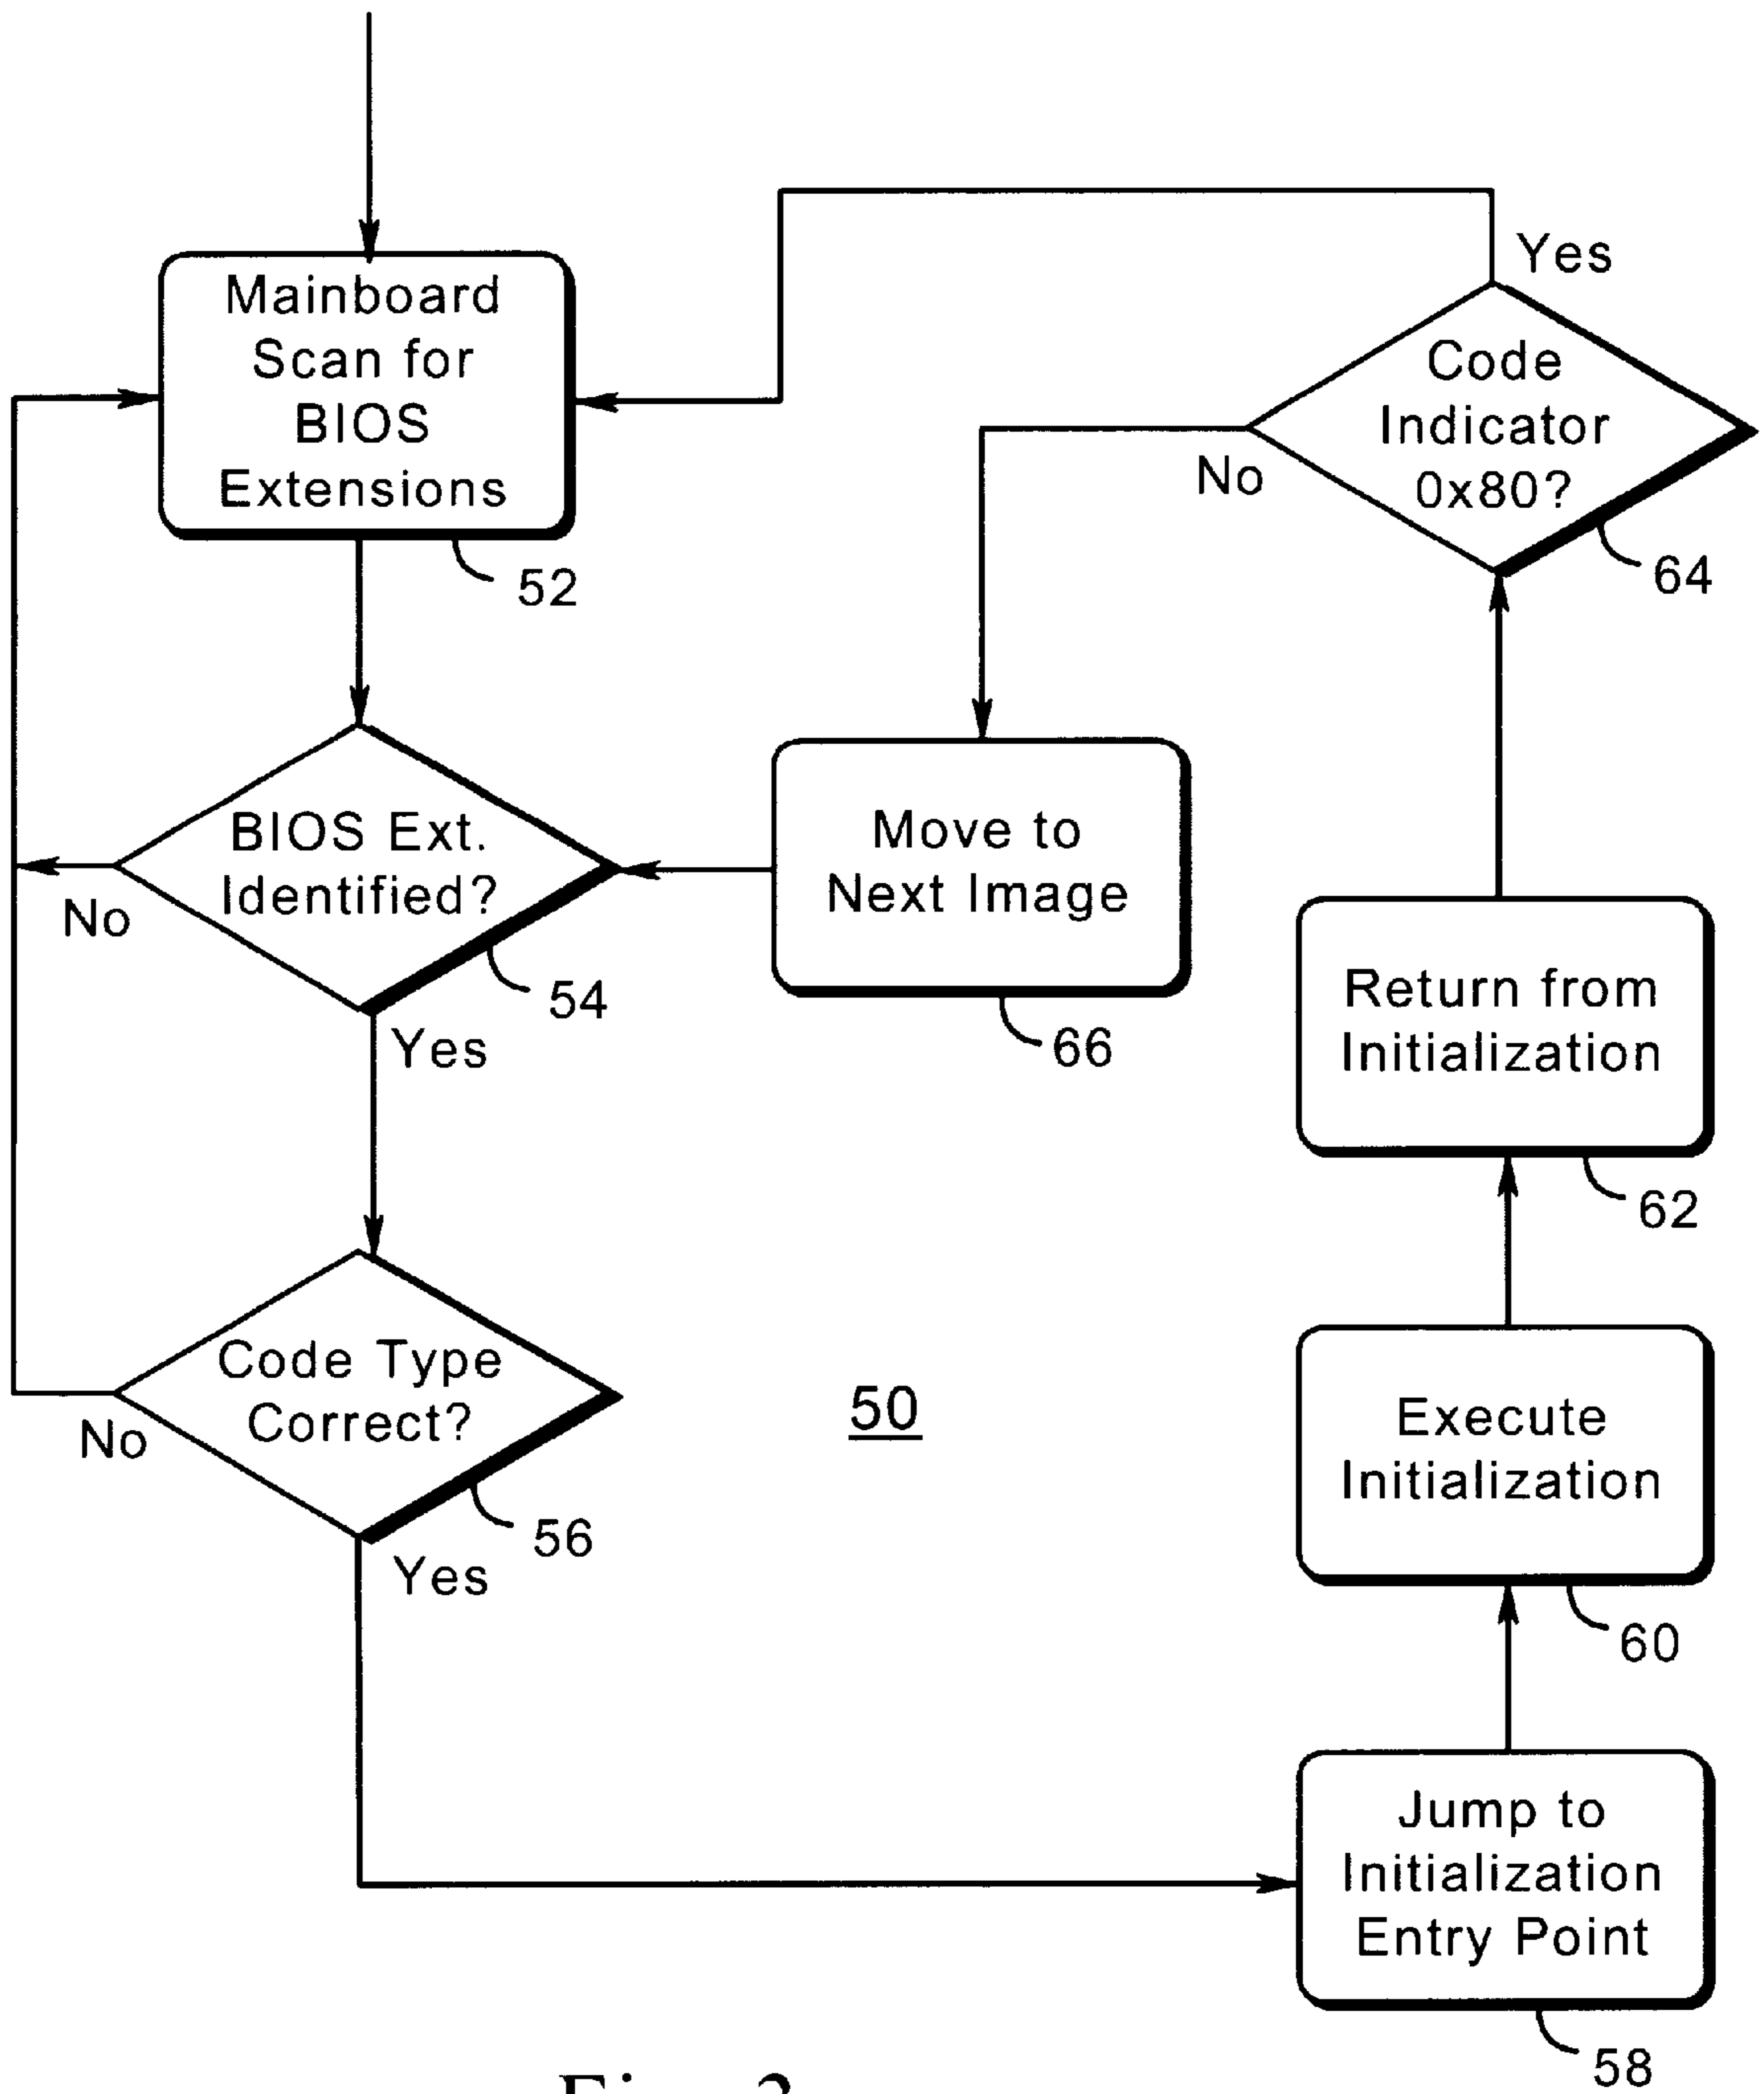 Mainboard
Scan for
BIOS
Extensions
52
Yes
Code
Indicator
0x80?
No
64
BIOS Ext.
Identified?
No
54
Yes
Move to
Next Image
66
Return from
Initialization
62
Code Type
Correct?
No
56
Yes
50
Execute
Initialization
60
Jump to
Initialization
Entry Point
58